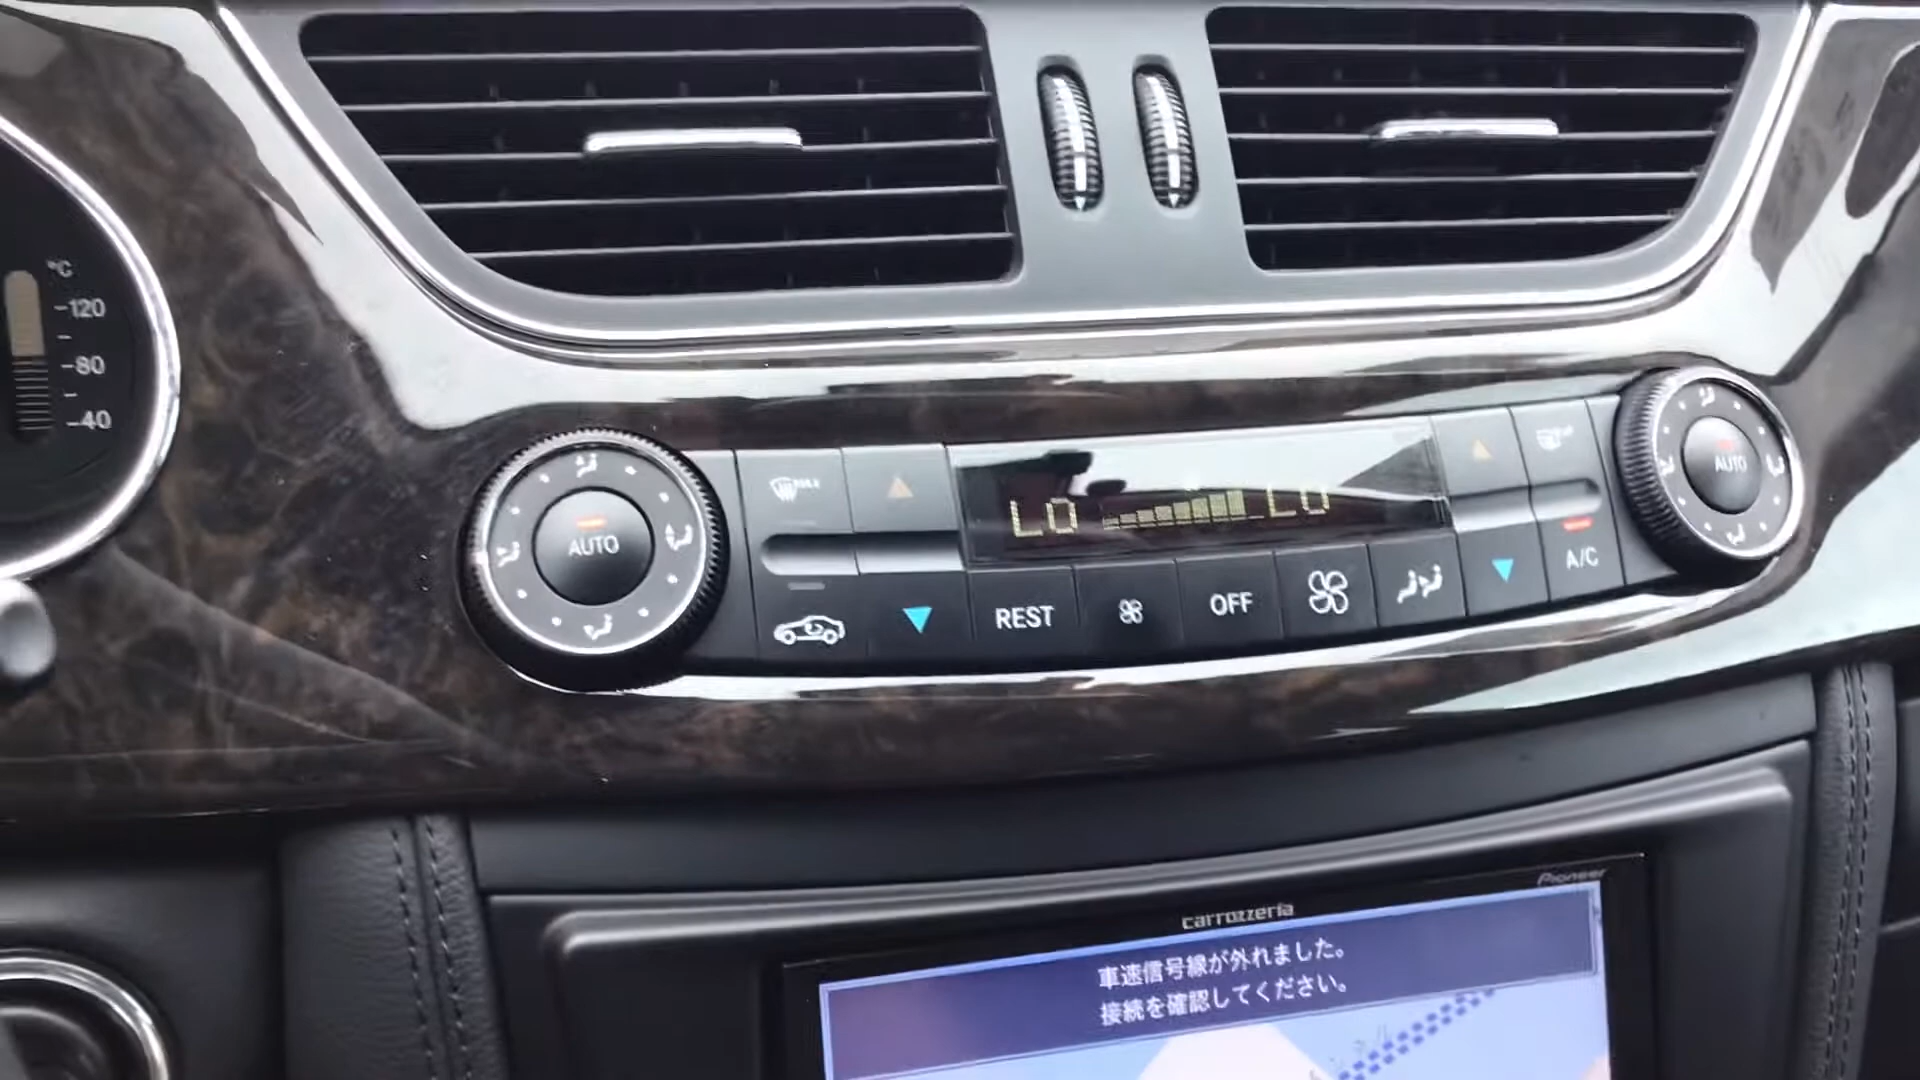 °C
120
80
40
MAX
AUTO
LO
LO
AUTO
REST
OFF
A/C
Pioneer
carrozzeria
車速信号線が外れました。
接続を確認してください。